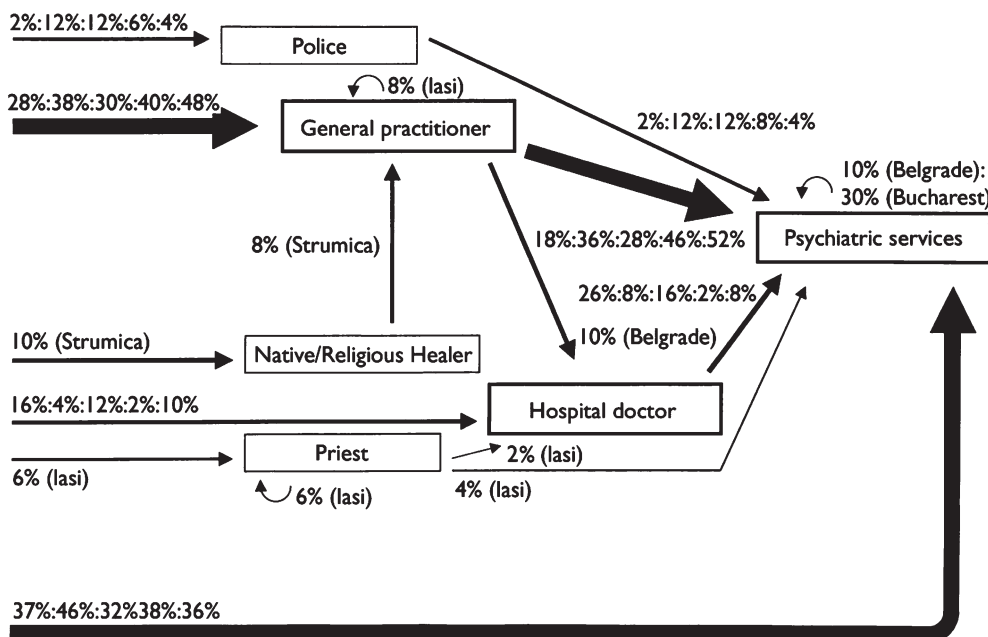 2%:12%:12%:6%:4%
Police
8% (Iasi)
28%:38%:30%:40%:48%
General practitioner
2%:12%:12%:8%:4%
10% (Belgrade):
30% (Bucharest)
8% (Strumica)
18%:36%:28%:46%:52%
Psychiatric services
26%:8%:16%:2%:8%
10% (Strumica)
10% (Belgrade)
Native/Religious Healer
16%:4%:12%:2%:10%
Hospital doctor
Priest
2% (Iasi)
6% (Iasi)
6% (Iasi)
4% (Iasi)
37%:46%:32%38%:36%